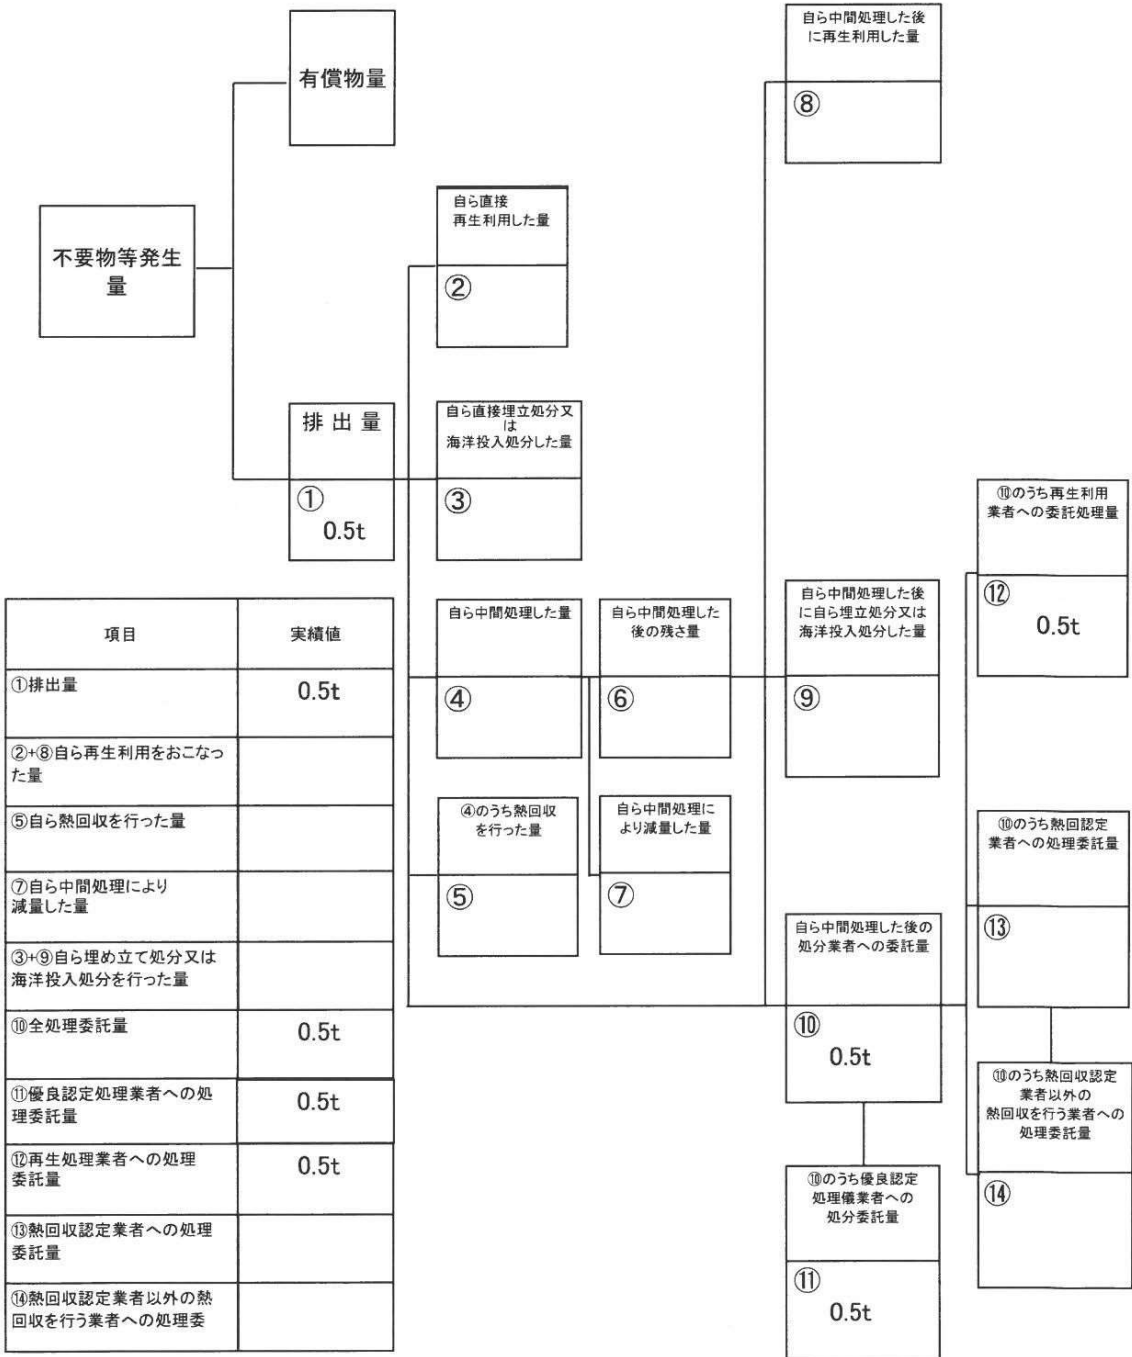 自ら中間処理した後
に再生利用した量
⑧
有償物量
自ら直接
再生利用した量
②
不要物等発生
量
排出量
①
0.5t
自ら直接埋立処分又
は
海洋投入処分した量
③
⑩のうち再生利用
業者への委託処理量
⑫
0.5t
自ら中間処理した量
④
自ら中間処理した
後の残さ量
⑥
自ら中間処理した後
に自ら埋立処分又は
海洋投入処分した量
⑨
④のうち熱回収
を行った量
⑤
自ら中間処理に
より減量した量
⑦
⑩のうち熱回認定
業者への処理委託量
⑬
自ら中間処理した後の
処分業者への委託量
⑩
0.5t
⑩のうち熱回収認定
業者以外の
熱回収を行う業者への
処理委託量
⑭
⑩のうち優良認定
処理儀業者への
処分委託量
⑪
0.5t
項目 実績値
①排出量 0.5t
②+⑧自ら再生利用をおこなっ
た量
⑤自ら熱回収を行った量
⑦自ら中間処理により
減量した量
③+⑨自ら埋め立て処分又は
海洋投入処分を行った量
⑩全処理委託量 0.5t
⑪優良認定処理業者への処
理委託量 0.5t
⑫再生処理業者への処理
委託量 0.5t
⑬熱回収認定業者への処理
委託量
⑭熱回収認定業者以外の熱
回収を行う業者への処理委